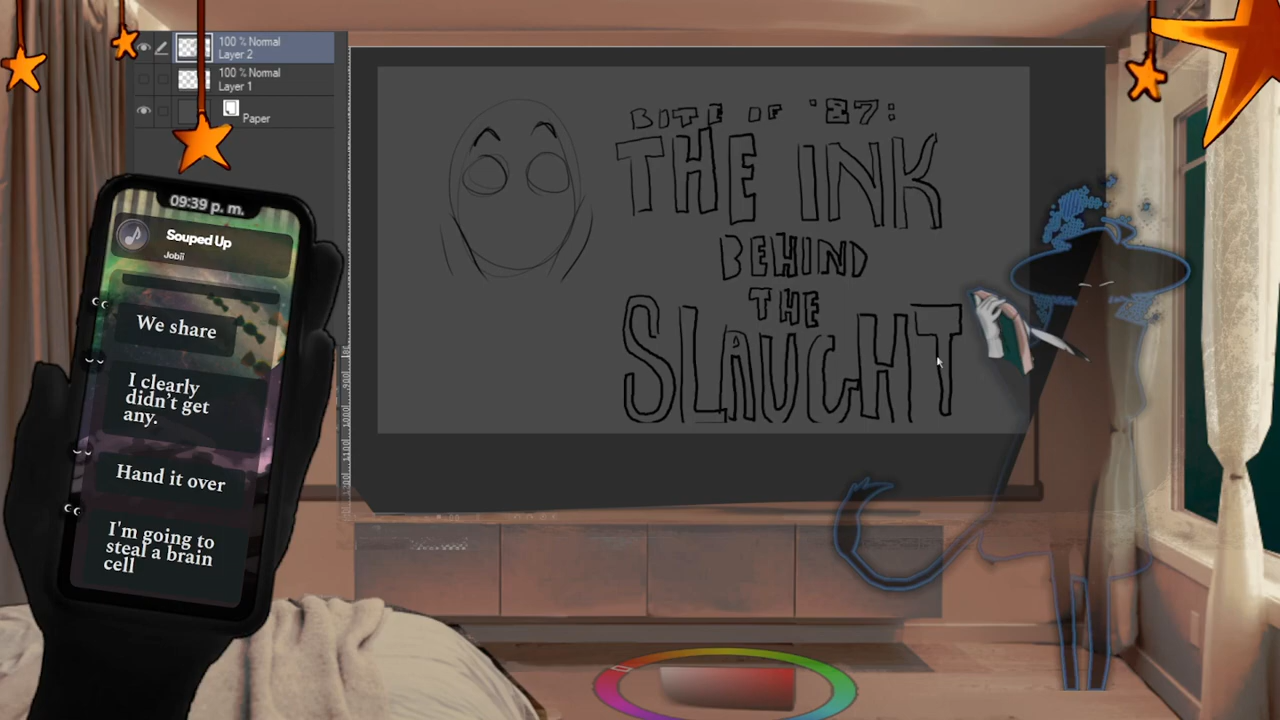 100 % Normal
Layer 2
100 % Normal
Layer 1
Paper
09:39 p. m.
Souped Up
Jobii
We share
I clearly
didn't get
any.
Hand it over
I'm going to
steal a brain
cell
BITE OF '87:
THE INK
BEHIND
THE
SLAUGHT